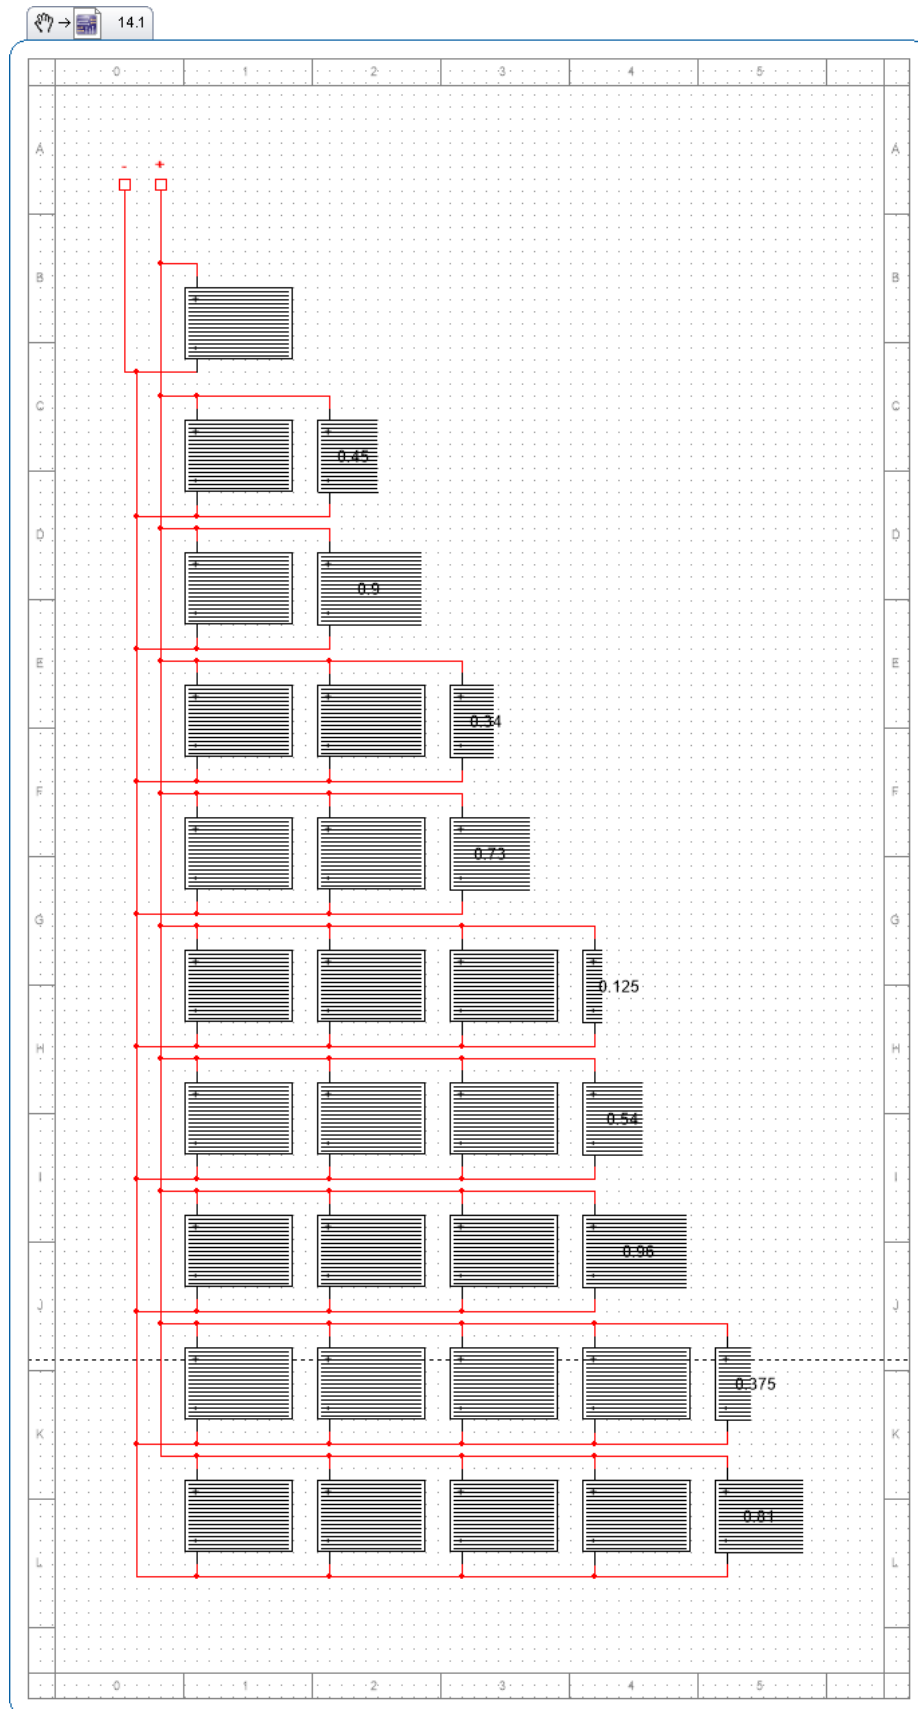 14.1
0 1 2 3 4 5
A A
- +
B B
C C
0.45
D D
0.9
E E
0.34
F F
0.73
G G
0.125
H H
0.54
I I
0.96
J J
0.375
K K
0.81
L L
0 1 2 3 4 5